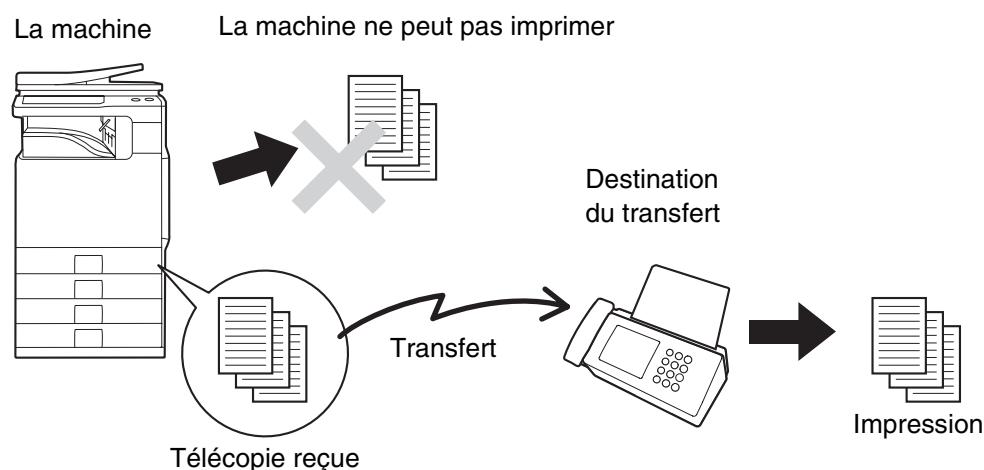 La machine
La machine ne peut pas imprimer
Destination
du transfert
Transfert
Impression
Télécopie reçue